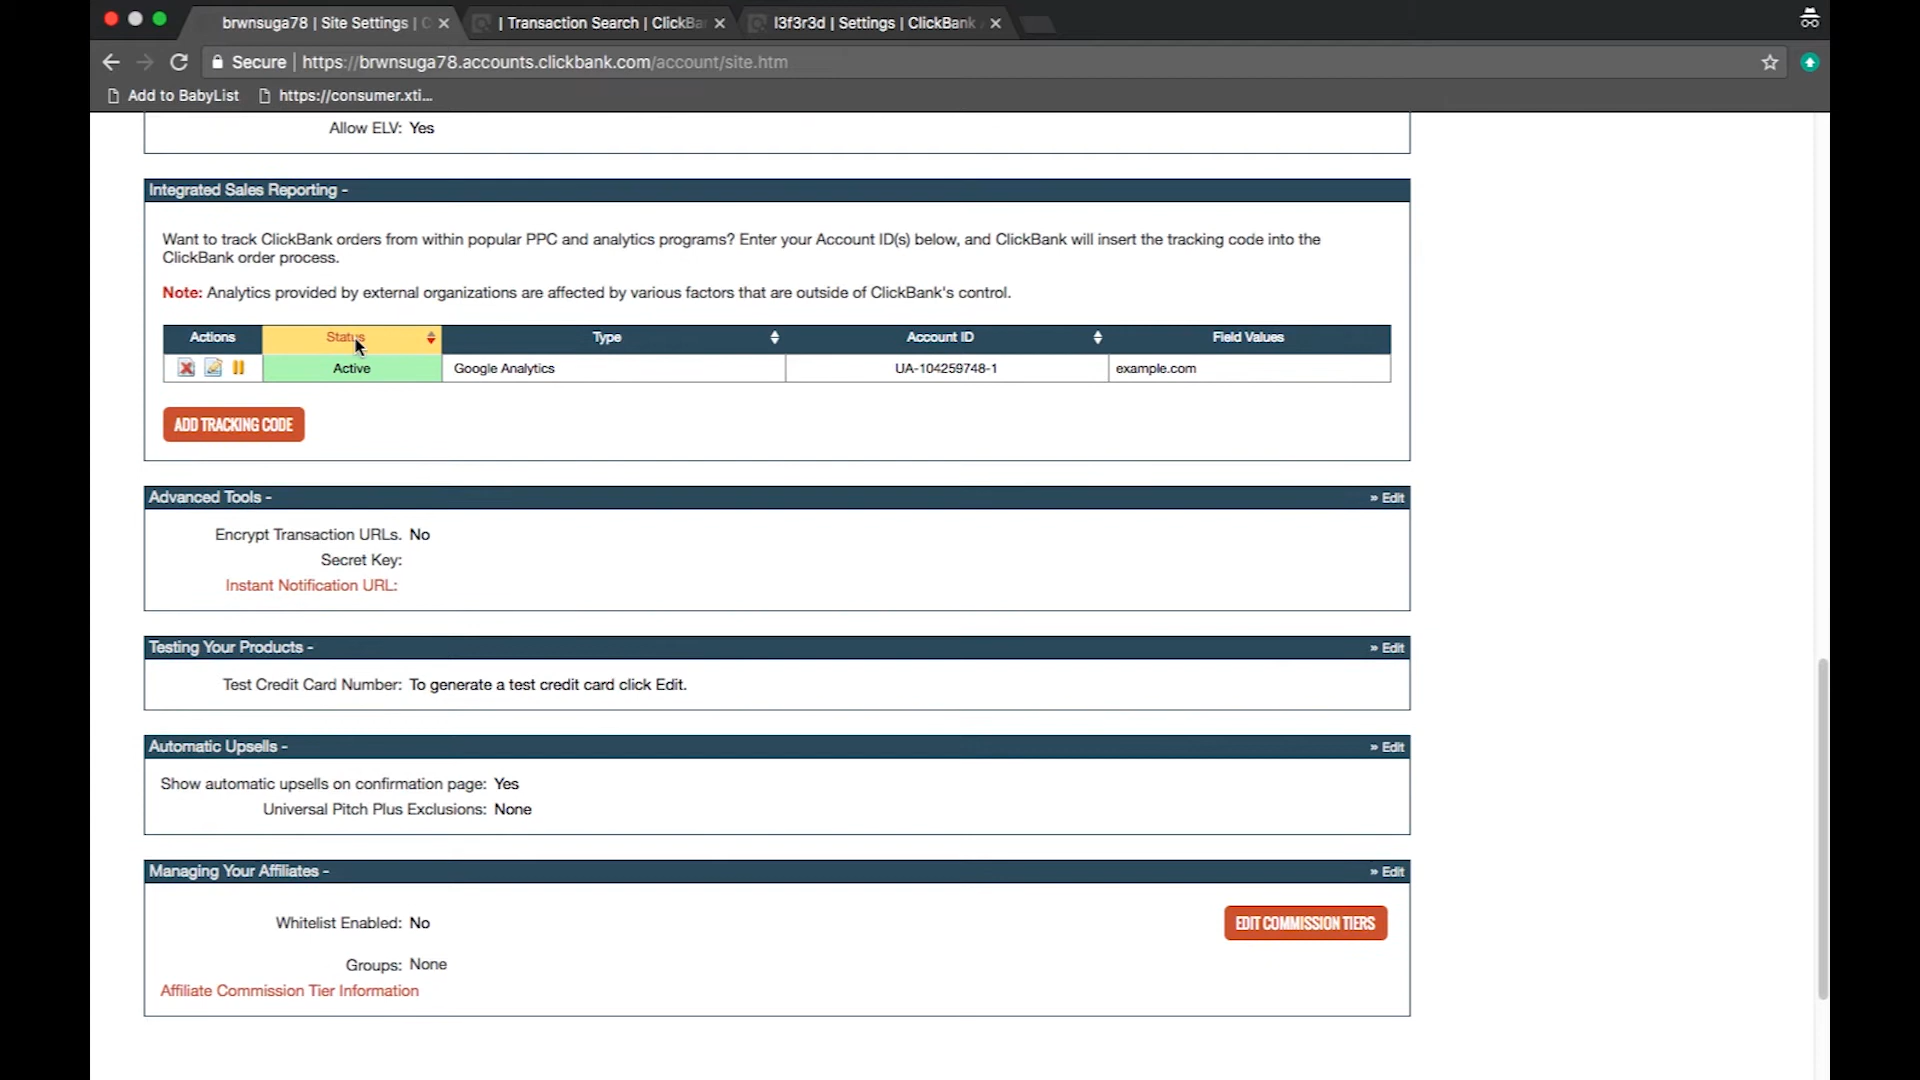 brwnsuga78 | Site Settings | C
| Transaction Search | ClickBa
l3f3r3d | Settings | ClickBank
Secure | https://brwnsuga78.accounts.clickbank.com/account/site.htm
Add to BabyList https://consumer.xti...
Allow ELV: Yes
Integrated Sales Reporting -
Want to track ClickBank orders from within popular PPC and analytics programs? Enter your Account ID(s) below, and ClickBank will insert the tracking code into the
ClickBank order process.
Note: Analytics provided by external organizations are affected by various factors that are outside of ClickBank's control.
Actions Status Type Account ID Field Values
Active Google Analytics UA-104259748-1 example.com
ADD TRACKING CODE
Advanced Tools - » Edit
Encrypt Transaction URLs. No
Secret Key:
Instant Notification URL:
Testing Your Products - » Edit
Test Credit Card Number: To generate a test credit card click Edit.
Automatic Upsells - » Edit
Show automatic upsells on confirmation page: Yes
Universal Pitch Plus Exclusions: None
Managing Your Affiliates - » Edit
Whitelist Enabled: No
EDIT COMMISSION TIERS
Groups: None
Affiliate Commission Tier Information